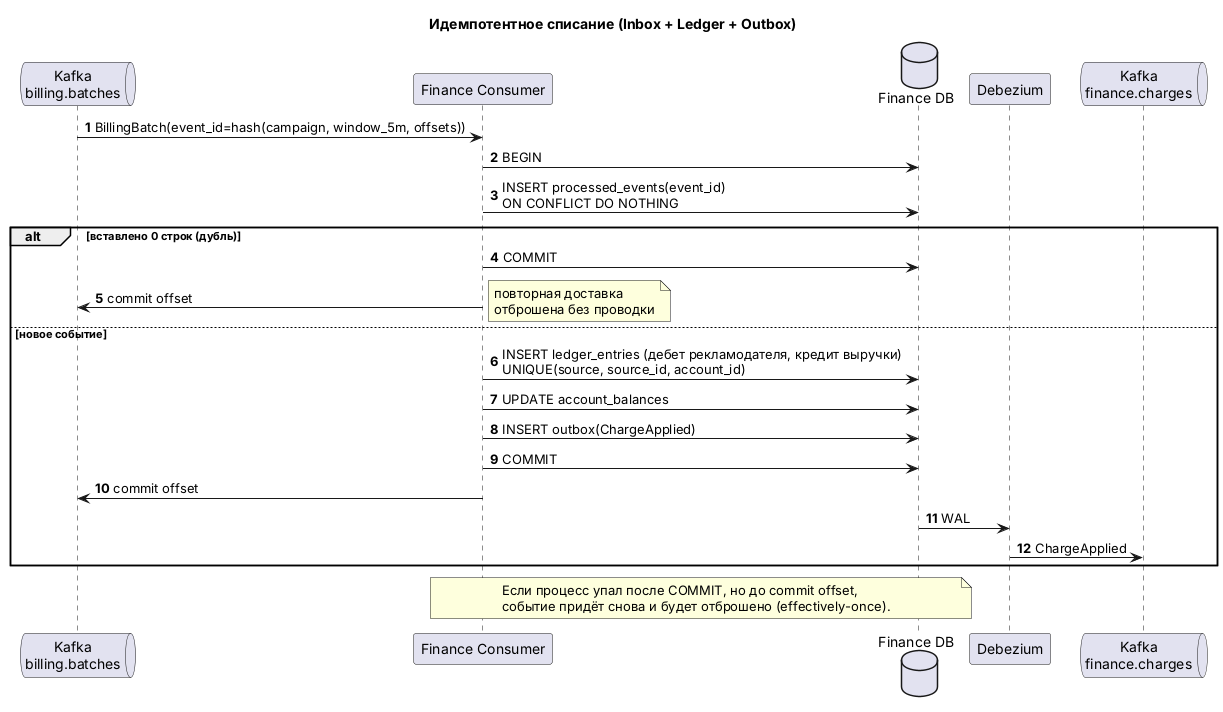 Идемпотентное списание (Inbox + Ledger + Outbox)
Kafka
billing.batches
Finance Consumer
Finance DB
Debezium
Kafka
finance.charges
1 BillingBatch(event_id=hash(campaign, window_5m, offsets))
2 BEGIN
3 INSERT processed_events(event_id)
ON CONFLICT DO NOTHING
alt [вставлено 0 строк (дубль)]
4 COMMIT
5 commit offset
повторная доставка
отброшена без проводки
[новое событие]
6 INSERT ledger_entries (дебет рекламодателя, кредит выручки)
UNIQUE(source, source_id, account_id)
7 UPDATE account_balances
8 INSERT outbox(ChargeApplied)
9 COMMIT
10 commit offset
11 WAL
12 ChargeApplied
Если процесс упал после COMMIT, но до commit offset,
событие придёт снова и будет отброшено (effectively-once).
Kafka
billing.batches
Finance Consumer
Finance DB
Debezium
Kafka
finance.charges